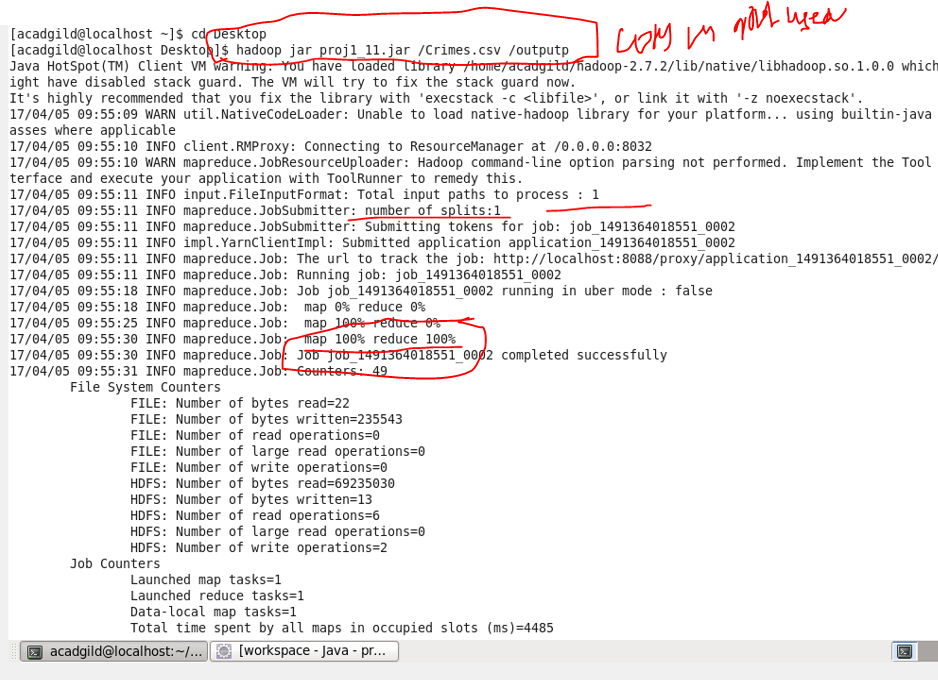 [acadgild@localhost ~]$ cd Desktop
[acadgild@localhost Desktop]$ hadoop jar proj1_11.jar /Crimes.csv /outputp
Java HotSpot(TM) Client VM warning: You have loaded library /home/acadgild/hadoop-2.7.2/lib/native/libhadoop.so.1.0.0 which
ight have disabled stack guard. The VM will try to fix the stack guard now.
It's highly recommended that you fix the library with 'execstack -c <libfile>', or link it with '-z noexecstack'.
17/04/05 09:55:09 WARN util.NativeCodeLoader: Unable to load native-hadoop library for your platform... using builtin-java
asses where applicable
17/04/05 09:55:10 INFO client.RMProxy: Connecting to ResourceManager at /0.0.0.0:8032
17/04/05 09:55:10 WARN mapreduce.JobResourceUploader: Hadoop command-line option parsing not performed. Implement the Tool
terface and execute your application with ToolRunner to remedy this.
17/04/05 09:55:11 INFO input.FileInputFormat: Total input paths to process : 1
17/04/05 09:55:11 INFO mapreduce.JobSubmitter: number of splits:1
17/04/05 09:55:11 INFO mapreduce.JobSubmitter: Submitting tokens for job: job_1491364018551_0002
17/04/05 09:55:11 INFO impl.YarnClientImpl: Submitted application application_1491364018551_0002
17/04/05 09:55:11 INFO mapreduce.Job: The url to track the job: http://localhost:8088/proxy/application_1491364018551_0002/
17/04/05 09:55:11 INFO mapreduce.Job: Running job: job_1491364018551_0002
17/04/05 09:55:18 INFO mapreduce.Job: Job job_1491364018551_0002 running in uber mode : false
17/04/05 09:55:18 INFO mapreduce.Job:  map 0% reduce 0%
17/04/05 09:55:25 INFO mapreduce.Job:  map 100% reduce 0%
17/04/05 09:55:30 INFO mapreduce.Job:  map 100% reduce 100%
17/04/05 09:55:30 INFO mapreduce.Job: Job job_1491364018551_0002 completed successfully
17/04/05 09:55:31 INFO mapreduce.Job: Counters: 49
File System Counters
FILE: Number of bytes read=22
FILE: Number of bytes written=235543
FILE: Number of read operations=0
FILE: Number of large read operations=0
FILE: Number of write operations=0
HDFS: Number of bytes read=69235030
HDFS: Number of bytes written=13
HDFS: Number of read operations=6
HDFS: Number of large read operations=0
HDFS: Number of write operations=2
Job Counters
Launched map tasks=1
Launched reduce tasks=1
Data-local map tasks=1
Total time spent by all maps in occupied slots (ms)=4485
acadgild@localhost:~/... [workspace - Java - pr...